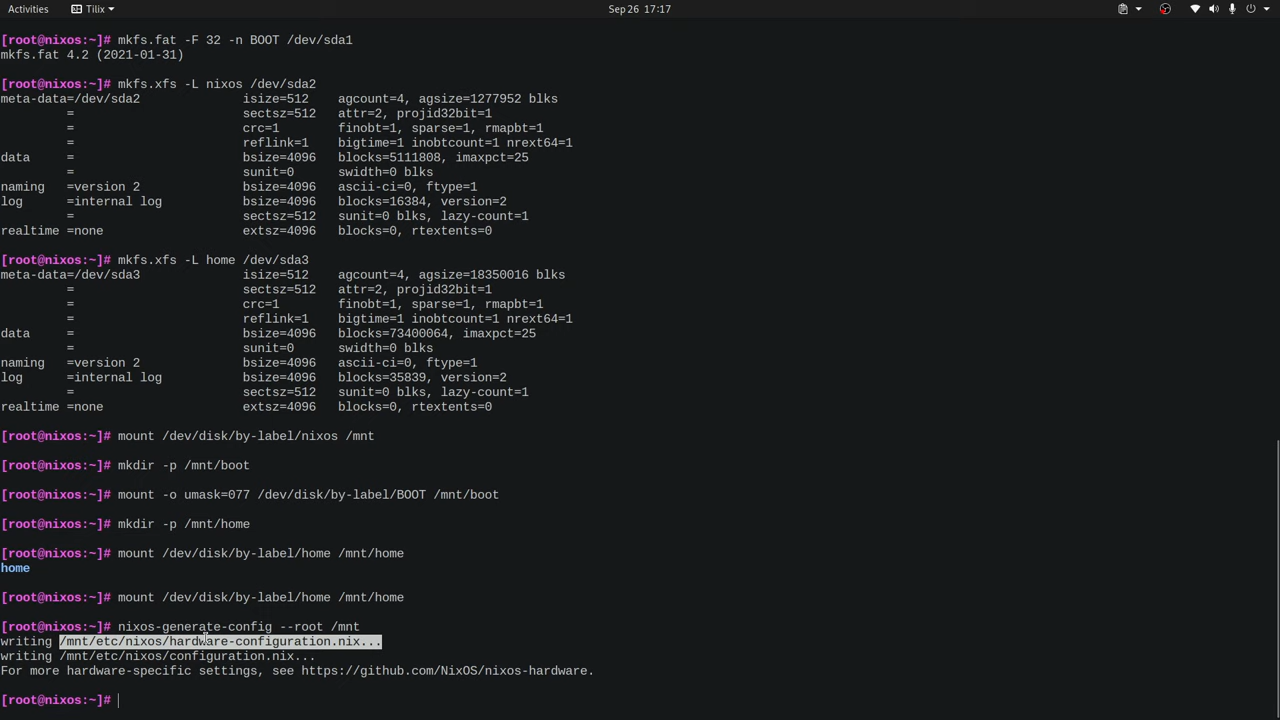 Activities Tilix Sep 26 17:17
[root@nixos:~]# mkfs.fat -F 32 -n BOOT /dev/sda1
mkfs.fat 4.2 (2021-01-31)
[root@nixos:~]# mkfs.xfs -L nixos /dev/sda2
meta-data=/dev/sda2 isize=512 agcount=4, agsize=1277952 blks
= sectsz=512 attr=2, projid32bit=1
= crc=1 finobt=1, sparse=1, rmapbt=1
= reflink=1 bigtime=1 inobtcount=1 nrext64=1
data = bsize=4096 blocks=5111808, imaxpct=25
= sunit=0 swidth=0 blks
naming =version 2 bsize=4096 ascii-ci=0, ftype=1
log =internal log bsize=4096 blocks=16384, version=2
= sectsz=512 sunit=0 blks, lazy-count=1
realtime =none extsz=4096 blocks=0, rtextents=0
[root@nixos:~]# mkfs.xfs -L home /dev/sda3
meta-data=/dev/sda3 isize=512 agcount=4, agsize=18350016 blks
= sectsz=512 attr=2, projid32bit=1
= crc=1 finobt=1, sparse=1, rmapbt=1
= reflink=1 bigtime=1 inobtcount=1 nrext64=1
data = bsize=4096 blocks=73400064, imaxpct=25
= sunit=0 swidth=0 blks
naming =version 2 bsize=4096 ascii-ci=0, ftype=1
log =internal log bsize=4096 blocks=35839, version=2
= sectsz=512 sunit=0 blks, lazy-count=1
realtime =none extsz=4096 blocks=0, rtextents=0
[root@nixos:~]# mount /dev/disk/by-label/nixos /mnt
[root@nixos:~]# mkdir -p /mnt/boot
[root@nixos:~]# mount -o umask=077 /dev/disk/by-label/BOOT /mnt/boot
[root@nixos:~]# mkdir -p /mnt/home
[root@nixos:~]# mount /dev/disk/by-label/home /mnt/home
home
[root@nixos:~]# mount /dev/disk/by-label/home /mnt/home
[root@nixos:~]# nixos-generate-config --root /mnt
writing /mnt/etc/nixos/hardware-configuration.nix...
writing /mnt/etc/nixos/configuration.nix...
For more hardware-specific settings, see https://github.com/NixOS/nixos-hardware.
[root@nixos:~]#